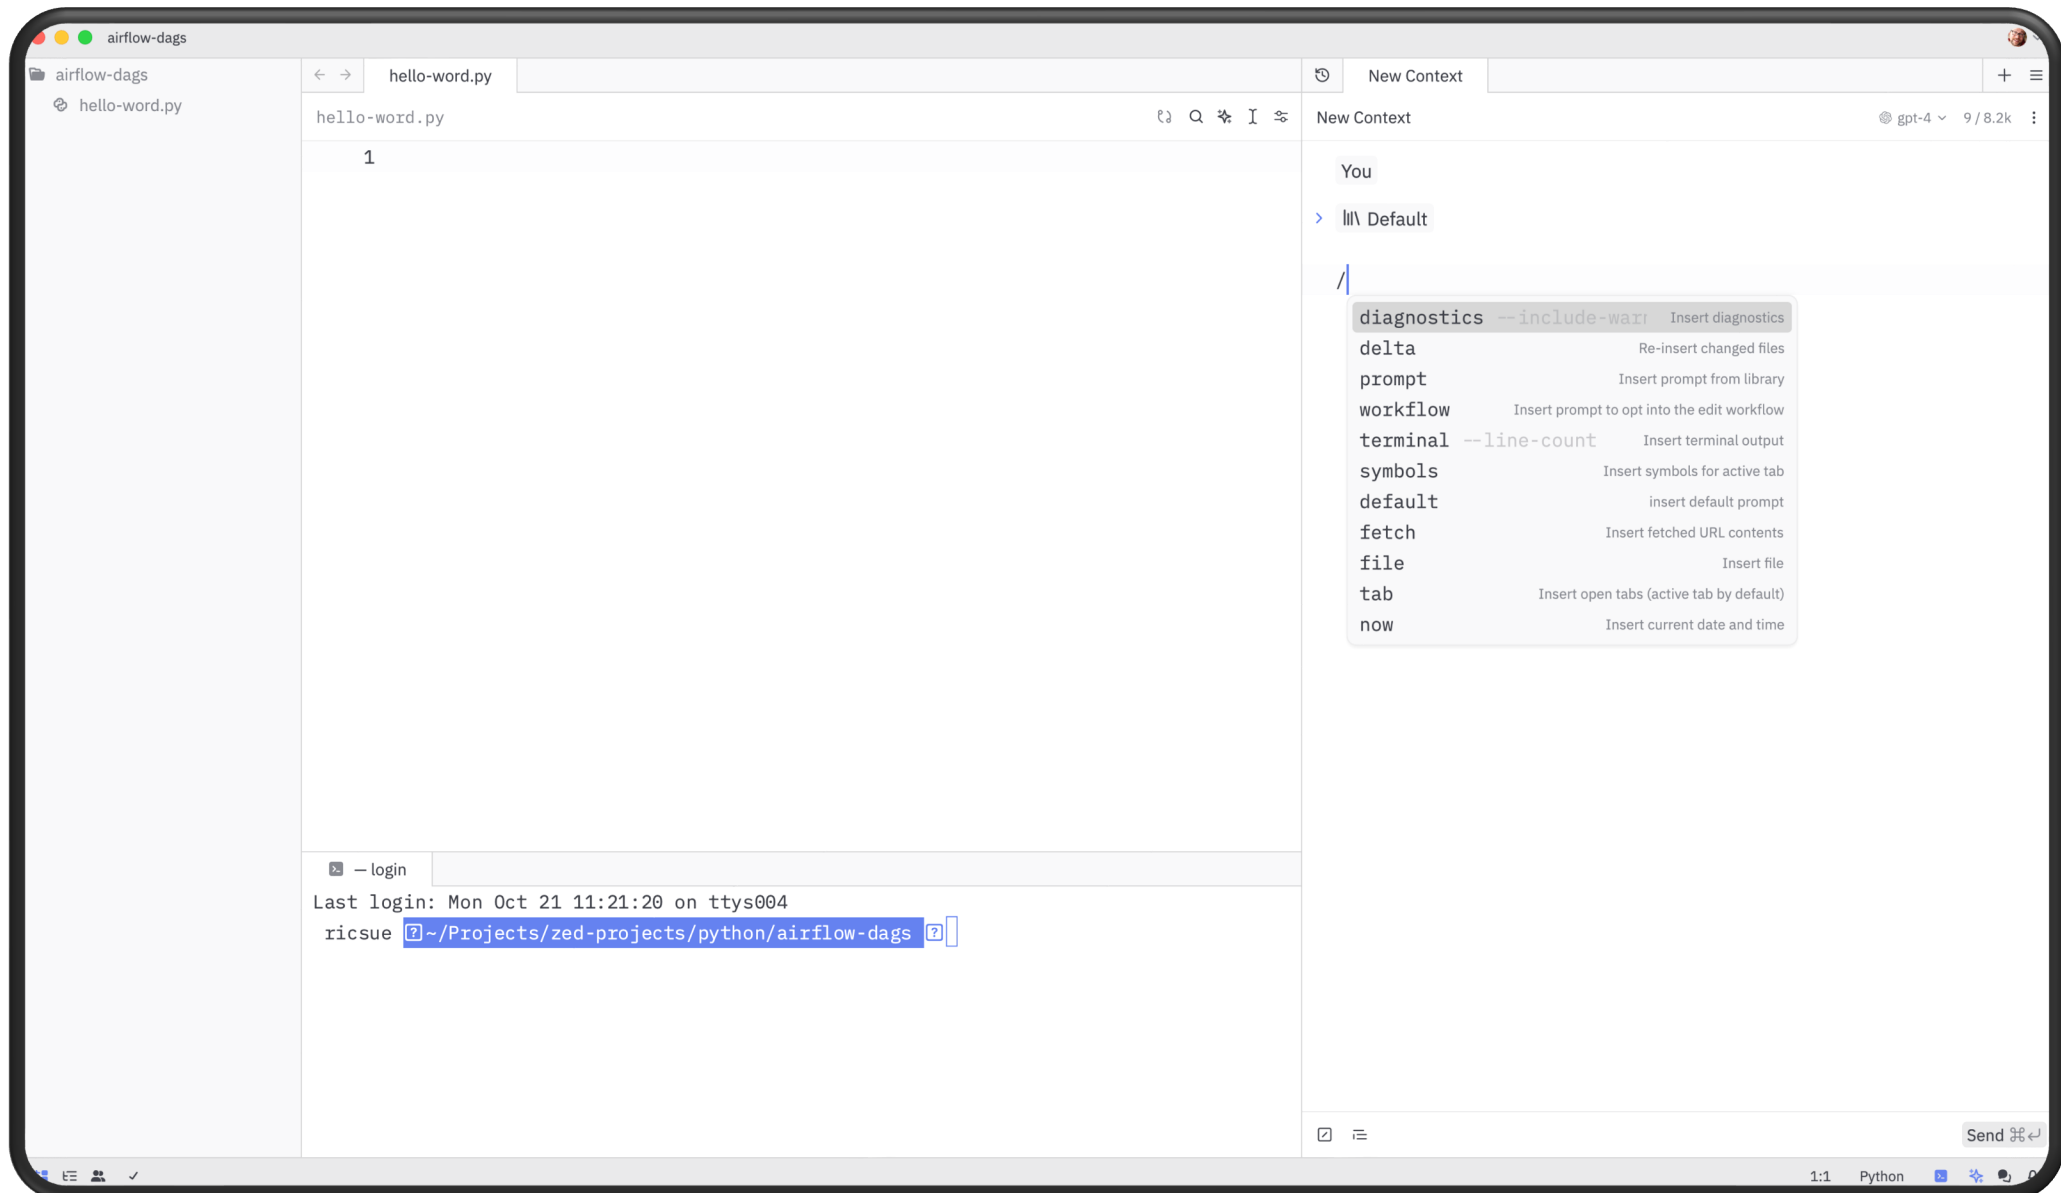 airflow-dags
airflow-dags
hello-word.py
hello-word.py
hello-word.py
1
— login
Last login: Mon Oct 21 11:21:20 on ttys004
ricsue ~/Projects/zed-projects/python/airflow-dags
New Context
New Context
gpt-4 9/8.2k
You
Default
/
diagnostics --include-warn Insert diagnostics
delta Re-insert changed files
prompt Insert prompt from library
workflow Insert prompt to opt into the edit workflow
terminal --line-count Insert terminal output
symbols Insert symbols for active tab
default insert default prompt
fetch Insert fetched URL contents
file Insert file
tab Insert open tabs (active tab by default)
now Insert current date and time
Send ⌘↩
1:1 Python